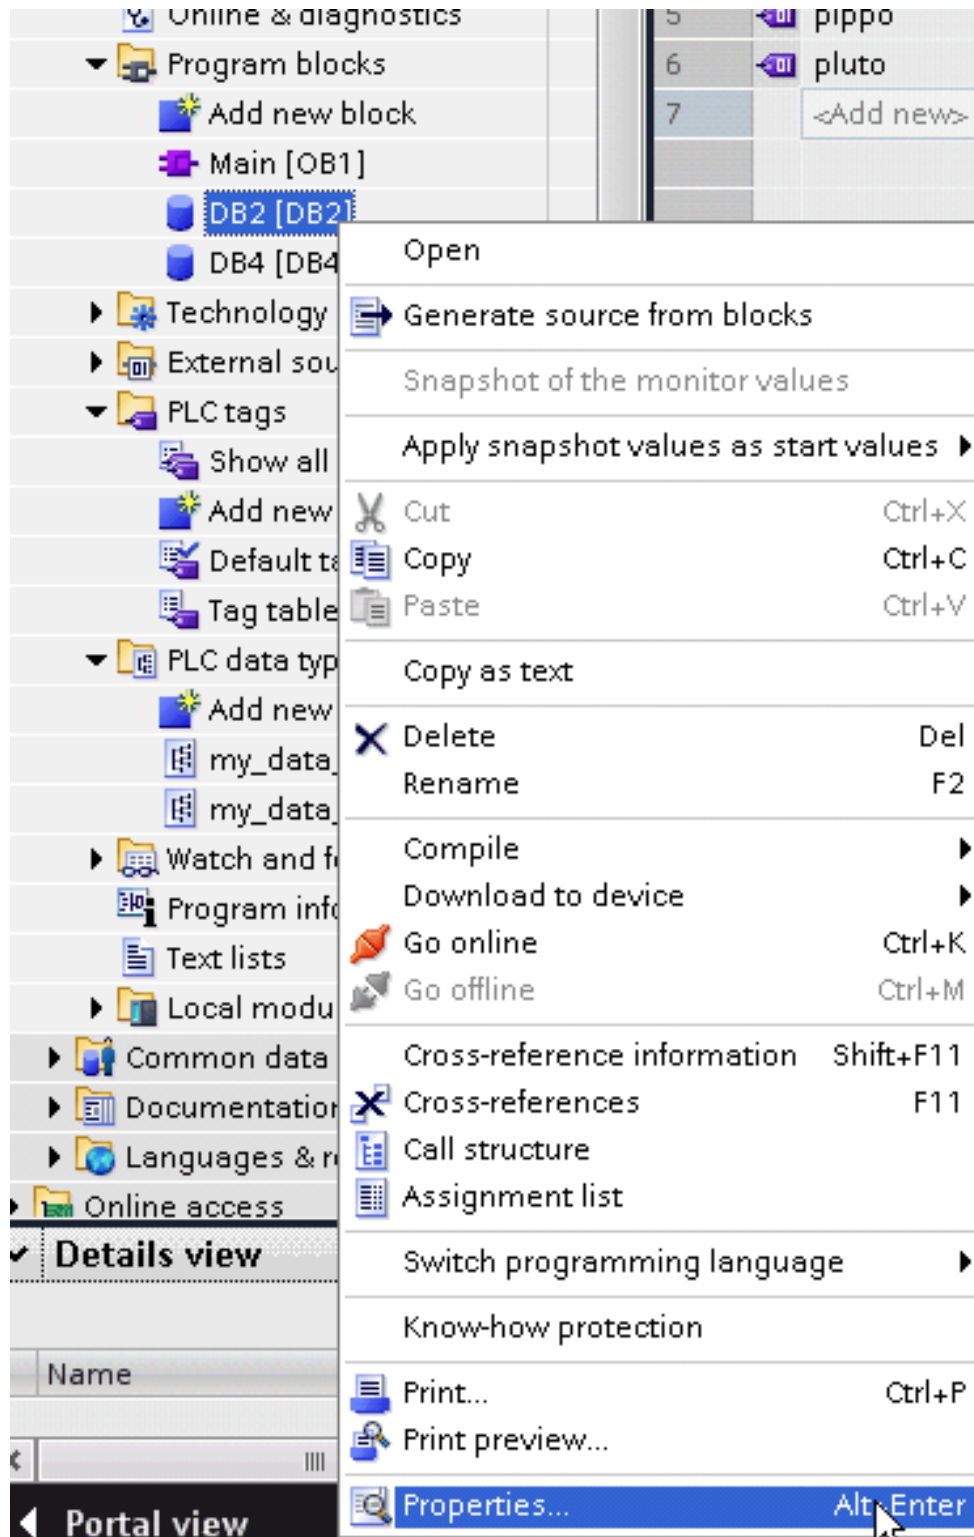 Online & diagnostics
Program blocks
Add new block
Main [OB1]
DB2 [DB2]
DB4 [DB4
Technology
External sou
PLC tags
Show all
Add new
Default ta
Tag table
PLC data typ
Add new
my_data_
my_data_
Watch and fo
Program info
Text lists
Local modu
Common data
Documentation
Languages & re
Online access
Details view
Name
Portal view
5 pippo
6 pluto
7 <Add new>
Open
Generate source from blocks
Snapshot of the monitor values
Apply snapshot values as start values
Cut Ctrl+X
Copy Ctrl+C
Paste Ctrl+V
Copy as text
Delete Del
Rename F2
Compile
Download to device
Go online Ctrl+K
Go offline Ctrl+M
Cross-reference information Shift+F11
Cross-references F11
Call structure
Assignment list
Switch programming language
Know-how protection
Print... Ctrl+P
Print preview...
Properties... Alt+Enter